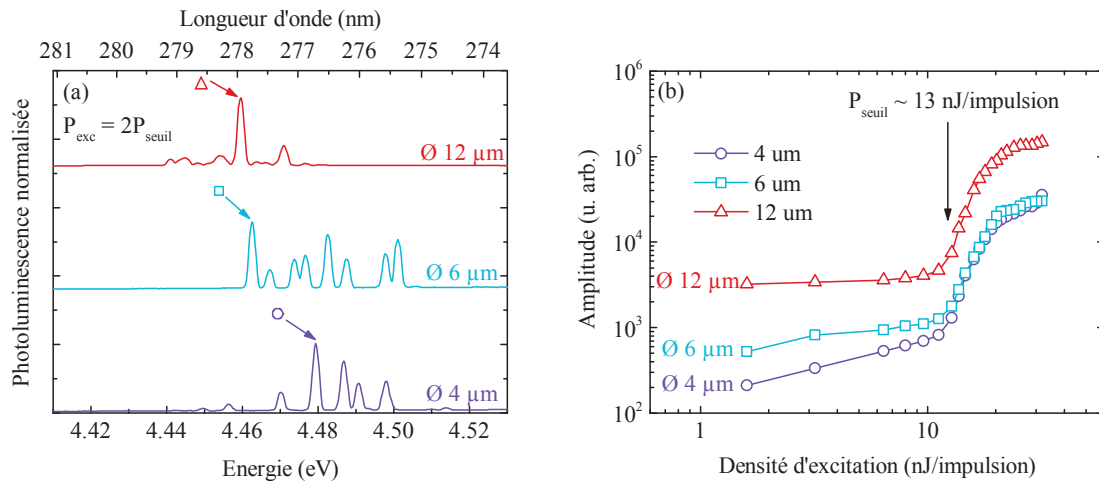 Longueur d'onde (nm)
281 280 279 278 277 276 275 274
(a)
P_exc = 2P_seuil
Ø 12 µm
Ø 6 µm
Ø 4 µm
Photoluminescence normalisée
4.42 4.44 4.46 4.48 4.50 4.52
Energie (eV)
(b)
P_seuil ~ 13 nJ/impulsion
4 um
6 um
12 um
Ø 12 µm
Ø 6 µm
Ø 4 µm
Amplitude (u. arb.)
10^6
10^5
10^4
10^3
10^2
1 10
Densité d'excitation (nJ/impulsion)